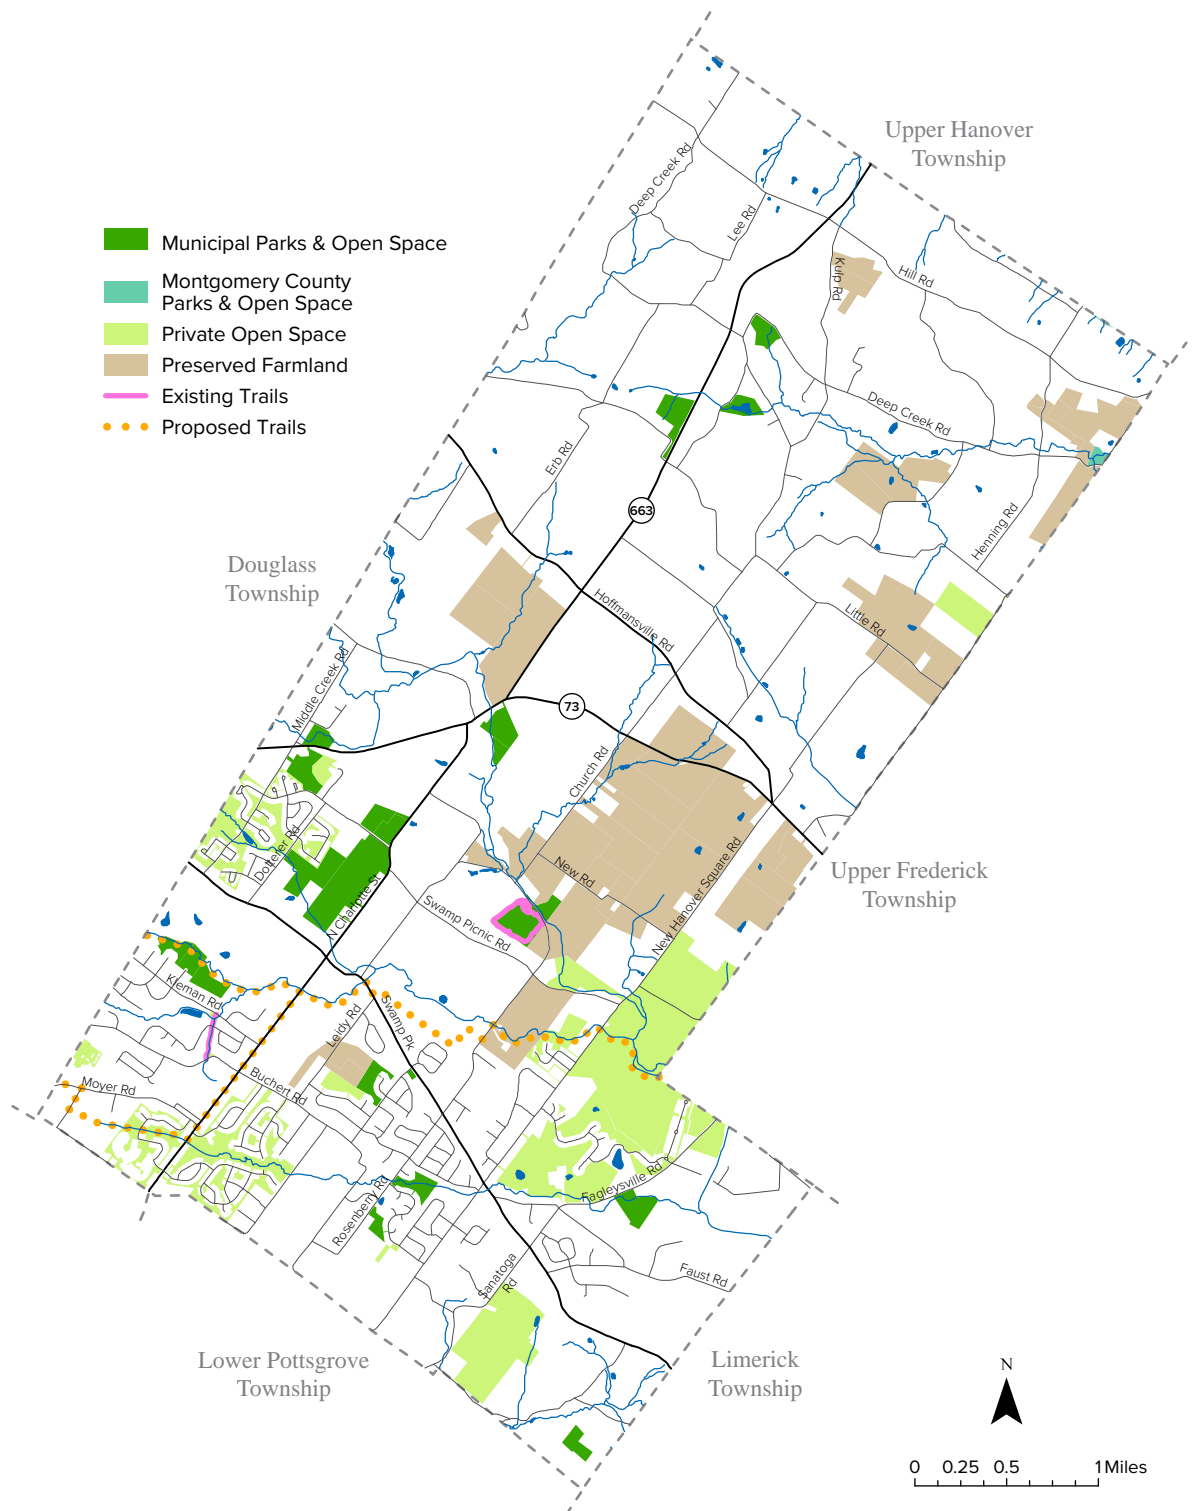 Upper Hanover
Township
Deep Creek Rd
Lee Rd
Municipal Parks & Open Space
Montgomery County
Parks & Open Space
Private Open Space
Preserved Farmland
Existing Trails
Proposed Trails
Kulp Rd
Hill Rd
Deep Creek Rd
Erb Rd
663
Henning Rd
Douglass
Township
Hoffmansville Rd
Little Rd
Middle Creek Rd
73
Church Rd
Dotterer Rd
New Rd
New Hanover Square Rd
Upper Frederick
Township
N Charlotte St
Swamp Picnic Rd
Kleman Rd
Leidy Rd
Swamp Pk
Moyer Rd
Buchert Rd
Rosenberry Rd
Fagleysville Rd
Sanatoga
Rd
Faust Rd
Lower Pottsgrove
Township
Limerick
Township
N
0 0.25 0.5 1 Miles